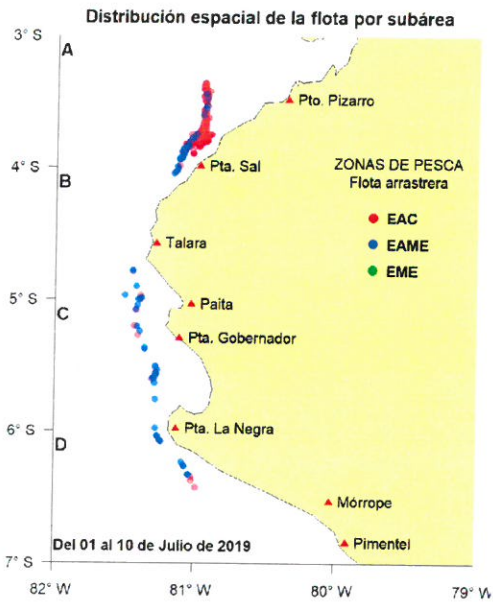 Distribución espacial de la flota por subárea
3° S
A
Pto. Pizarro
4° S
Pta. Sal
B
ZONAS DE PESCA
Flota arrastrera
EAC
EAME
EME
Talara
5° S
C
Paita
Pta. Gobernador
6° S
D
Pta. La Negra
Mórrope
Del 01 al 10 de Julio de 2019
Pimentel
7° S
82° W
81° W
80° W
79° W